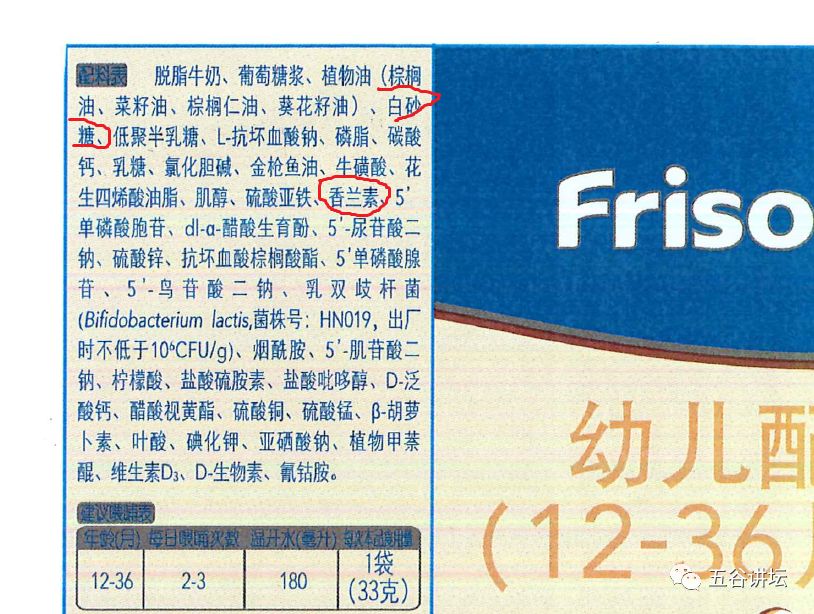 配料表 脱脂牛奶、葡萄糖浆、植物油（棕榈
油、菜籽油、棕榈仁油、葵花籽油）、白砂
糖、低聚半乳糖、L-抗坏血酸钠、磷脂、碳酸
钙、乳糖、氯化胆碱、金枪鱼油、牛磺酸、花
生四烯酸油脂、肌醇、硫酸亚铁、香兰素、5'
单磷酸胞苷、dl-α-醋酸生育酚、5'-尿苷酸二
钠、硫酸锌、抗坏血酸棕榈酸酯、5'单磷酸腺
苷、5'-鸟苷酸二钠、乳双歧杆菌
(Bifidobacterium lactis,菌株号：HN019，出厂
时不低于10⁶CFU/g)、烟酰胺、5'-肌苷酸二
钠、柠檬酸、盐酸硫胺素、盐酸吡哆醇、D-泛
酸钙、醋酸视黄酯、硫酸铜、硫酸锰、β-胡萝
卜素、叶酸、碘化钾、亚硒酸钠、植物甲萘
醌、维生素D₃、D-生物素、氰钴胺。
建议喂哺表
年龄(月) 每日喂哺次数 温开水(毫升) 每次标准用量
12-36 2-3 180 1袋
(33克)
Friso
幼儿配
(12-36月
五谷讲坛